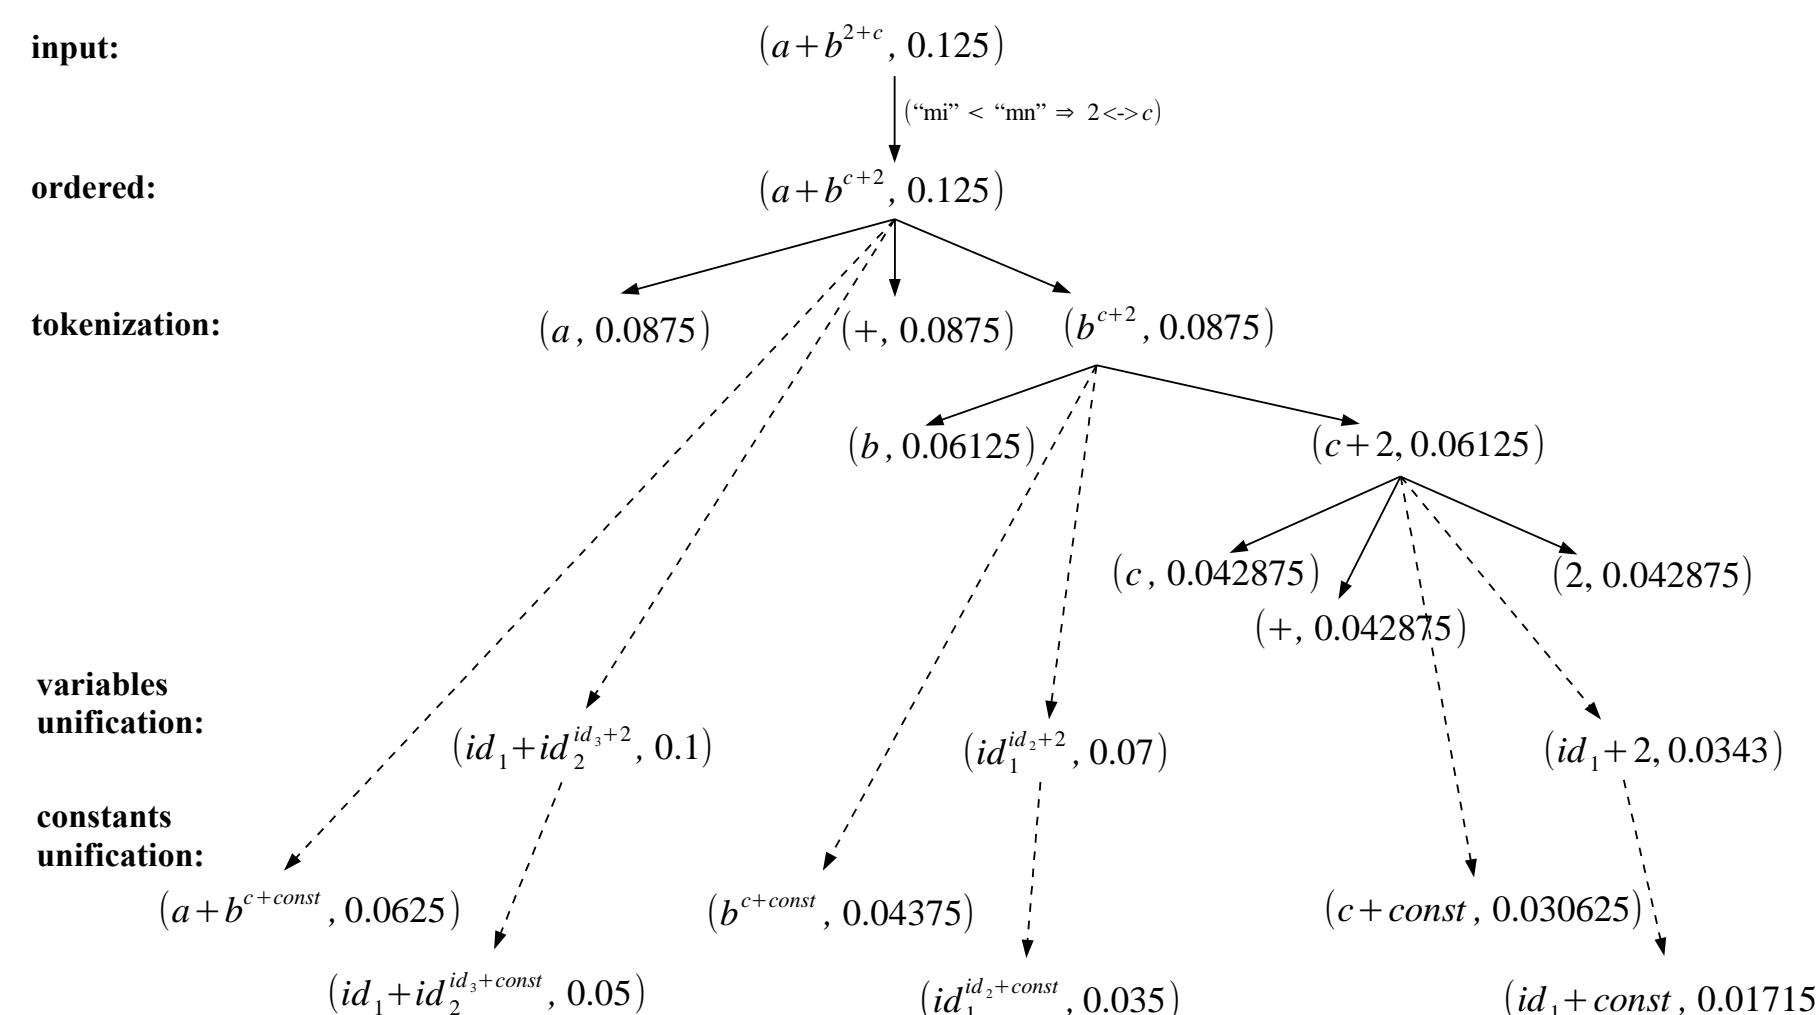 input: (a+b^{2+c}, 0.125)
(“mi” < “mn” ⇒ 2<->c)
ordered: (a+b^{c+2}, 0.125)
tokenization: (a, 0.0875) (+, 0.0875) (b^{c+2}, 0.0875)
(b, 0.06125) (c+2, 0.06125)
(c, 0.042875) (2, 0.042875)
(+, 0.042875)
variables
unification:
(id_1+id_2^{id_3+2}, 0.1) (id_1^{id_2+2}, 0.07) (id_1+2, 0.0343)
constants
unification:
(a+b^{c+const}, 0.0625) (b^{c+const}, 0.04375) (c+const, 0.030625)
(id_1+id_2^{id_3+const}, 0.05) (id_1^{id_2+const}, 0.035) (id_1+const, 0.01715